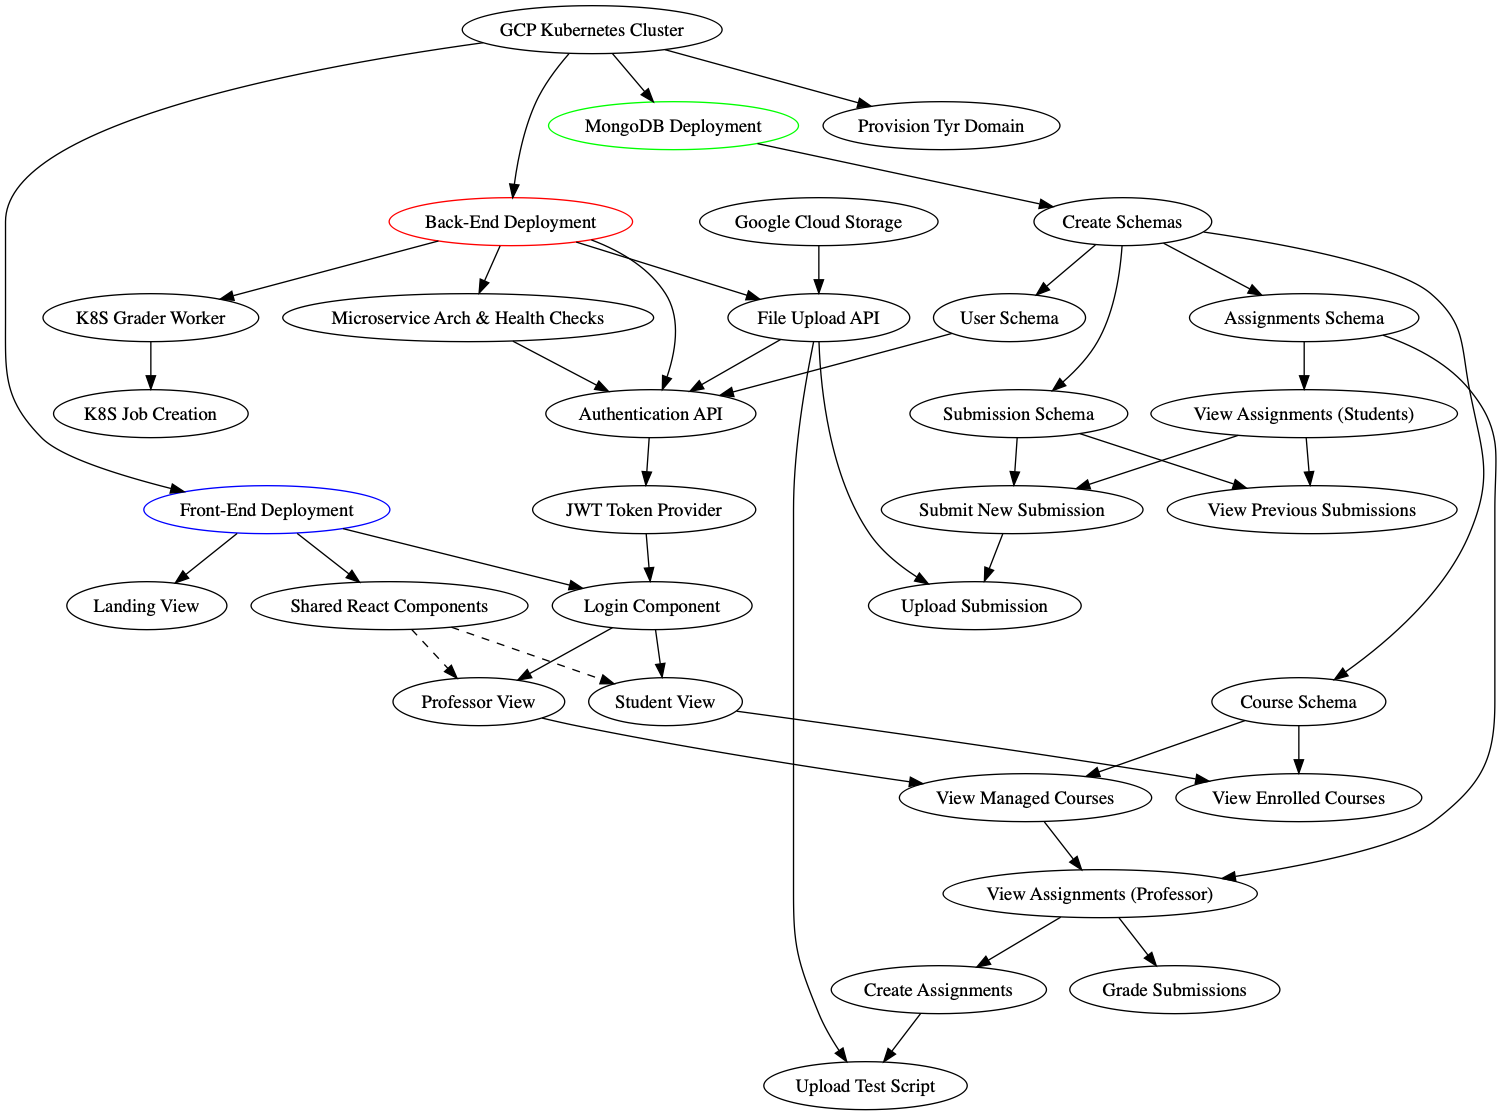 GCP Kubernetes Cluster
MongoDB Deployment
Provision Tyr Domain
Back-End Deployment
Google Cloud Storage
Create Schemas
K8S Grader Worker
Microservice Arch & Health Checks
File Upload API
User Schema
Assignments Schema
K8S Job Creation
Authentication API
Submission Schema
View Assignments (Students)
Front-End Deployment
JWT Token Provider
Submit New Submission
View Previous Submissions
Landing View
Shared React Components
Login Component
Upload Submission
Professor View
Student View
Course Schema
View Managed Courses
View Enrolled Courses
View Assignments (Professor)
Create Assignments
Grade Submissions
Upload Test Script